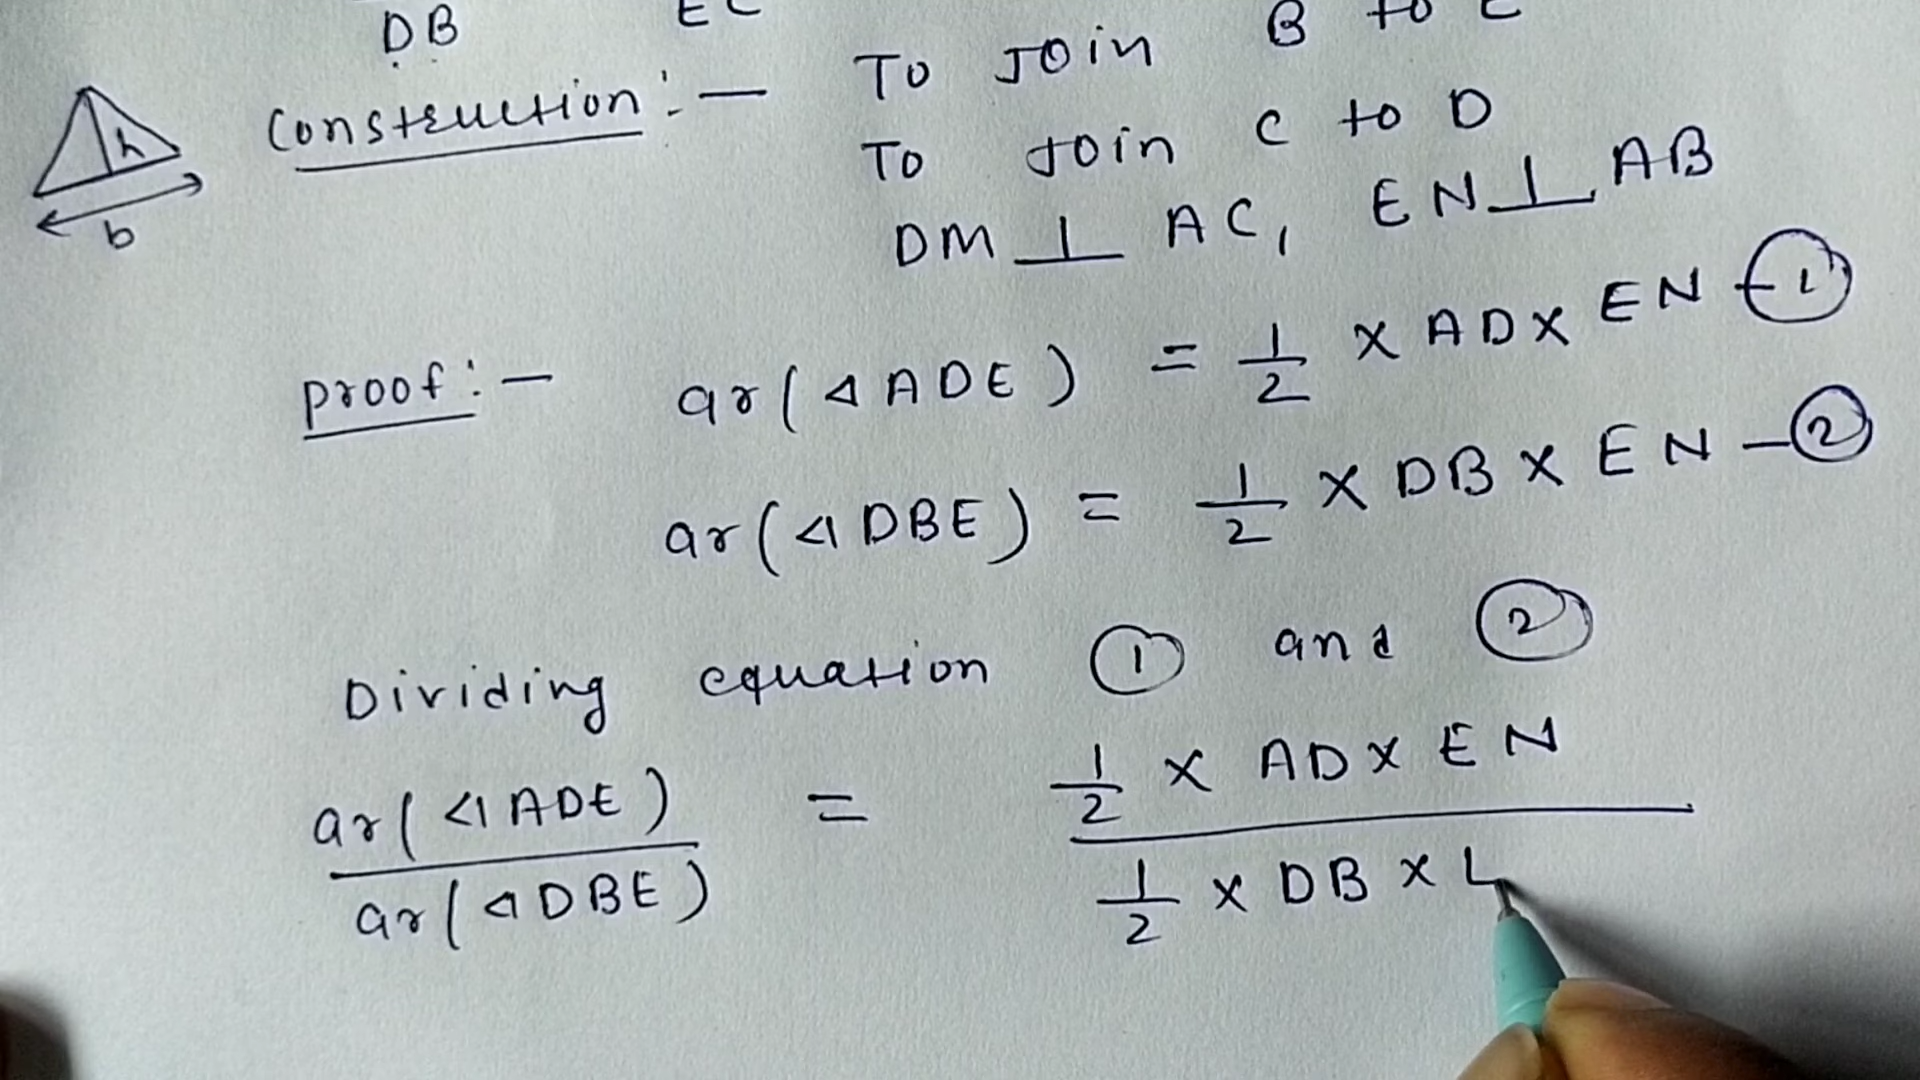 DB EC
Construction :— To Join B to E
To Join C to D
DM ⊥ AC, EN ⊥ AB
h
b
Proof :— ar(△ADE) = 1/2 × AD × EN —①
ar(△DBE) = 1/2 × DB × EN —②
Dividing equation ① and ②
ar(△ADE) / ar(△DBE) = 1/2 × AD × EN / 1/2 × DB ×